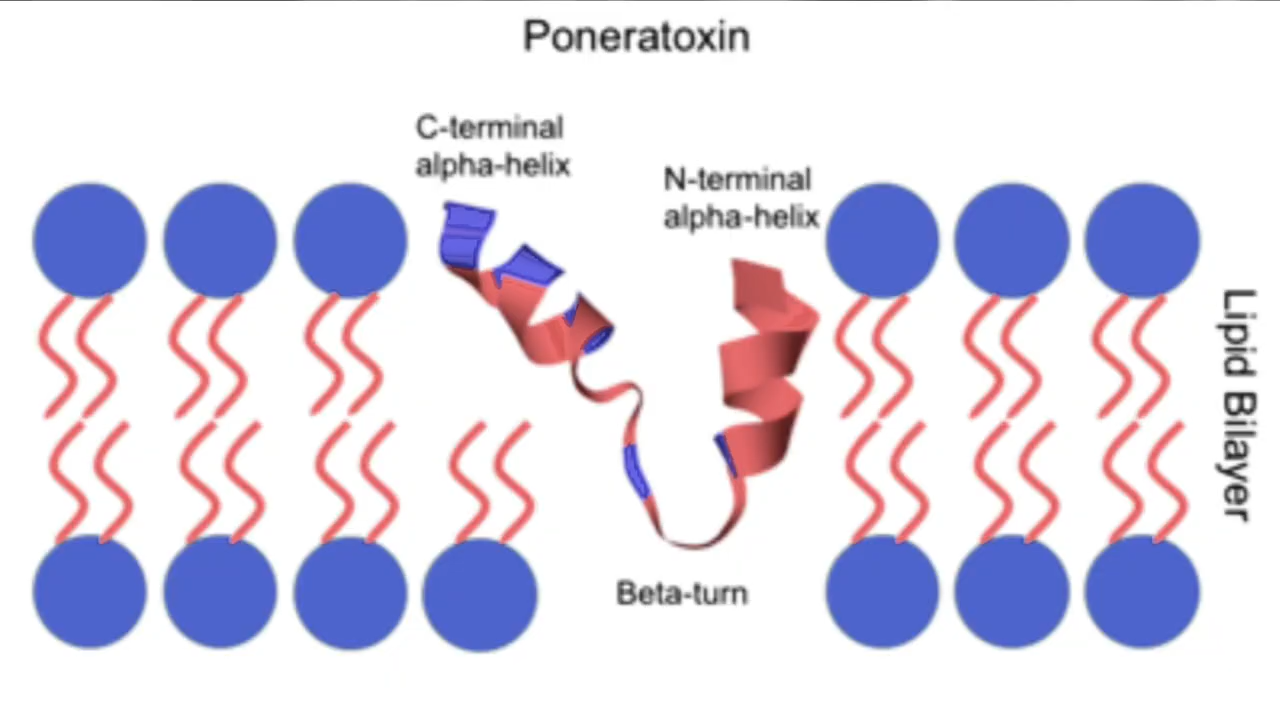 Poneratoxin
C-terminal
alpha-helix
N-terminal
alpha-helix
Lipid Bilayer
Beta-turn